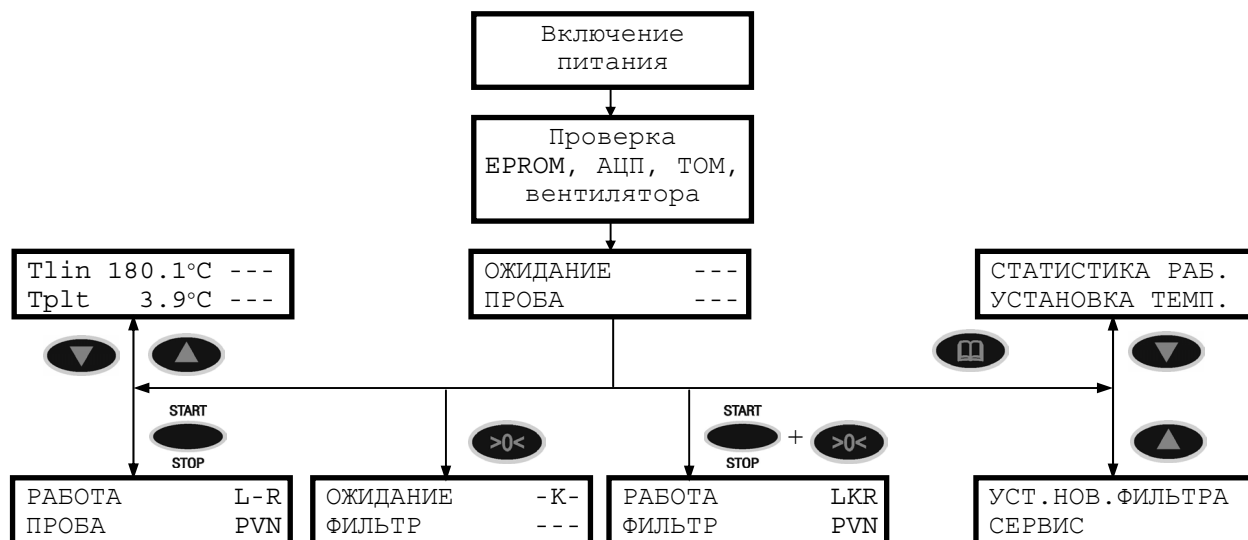 Включение
питания
Проверка
EPROM, АЦП, ТОМ,
вентилятора
Tlin 180.1°C ---
Tplt 3.9°C ---
ОЖИДАНИЕ ---
ПРОБА ---
СТАТИСТИКА РАБ.
УСТАНОВКА ТЕМП.
START
STOP
>0<
START
STOP
+
>0<
РАБОТА L-R
ПРОБА PVN
ОЖИДАНИЕ -K-
ФИЛЬТР ---
РАБОТА LKR
ФИЛЬТР PVN
УСТ.НОВ.ФИЛЬТРА
СЕРВИС